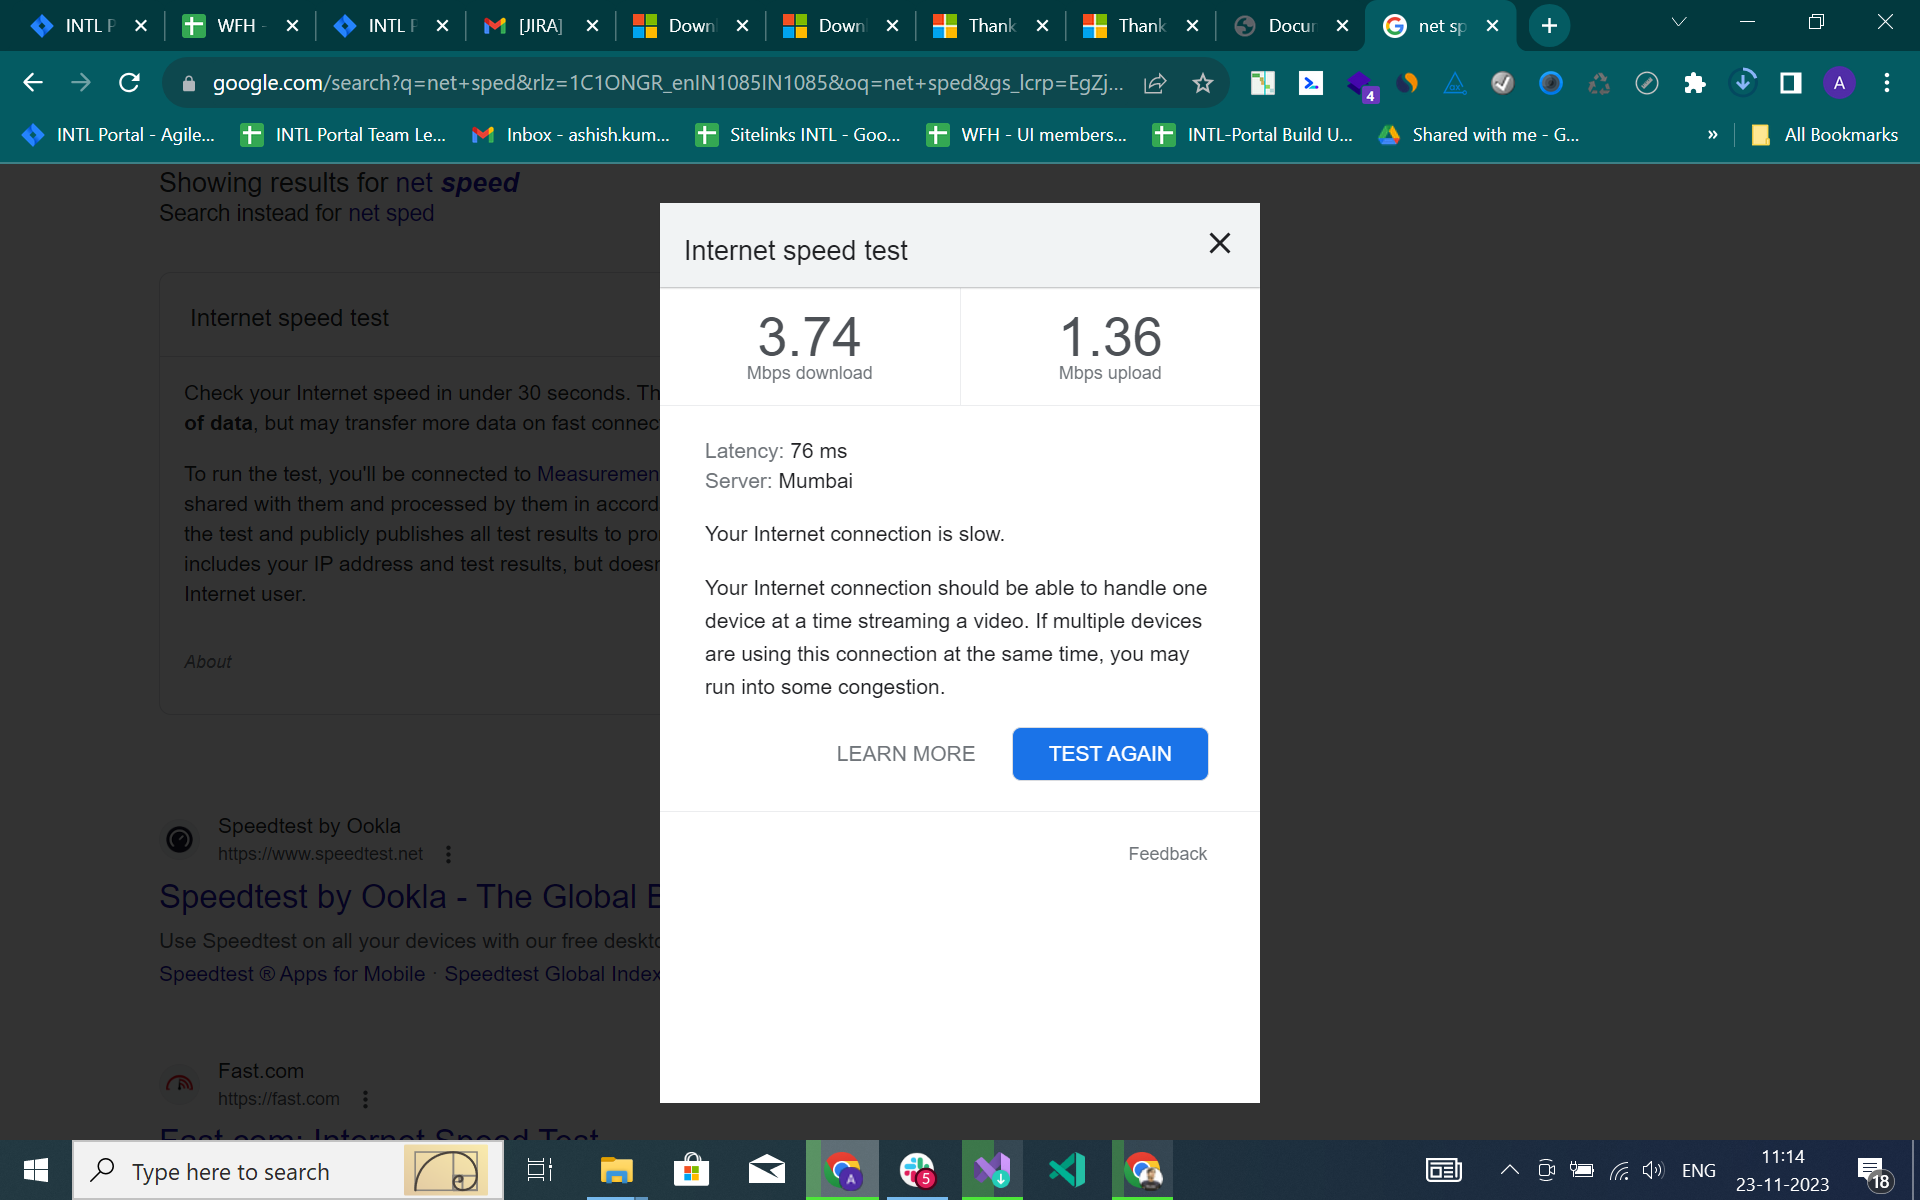 INTL P
WFH -
INTL P
[JIRA]
Down
Down
Thank
Thank
Docu
net sp
google.com/search?q=net+sped&rlz=1C1ONGR_enIN1085IN1085&oq=net+sped&gs_lcrp=EgZj...
4
A
INTL Portal - Agile...
INTL Portal Team Le...
Inbox - ashish.kum...
Sitelinks INTL - Goo...
WFH - UI members...
INTL-Portal Build U...
Shared with me - G...
»
All Bookmarks
Showing results for net speed
Search instead for net sped
Internet speed test
Check your Internet speed in under 30 seconds. Th
of data, but may transfer more data on fast connec
To run the test, you'll be connected to Measuremen
shared with them and processed by them in accord
the test and publicly publishes all test results to pro
includes your IP address and test results, but doesn
Internet user.
About
Speedtest by Ookla
https://www.speedtest.net
Speedtest by Ookla - The Global B
Use Speedtest on all your devices with our free deskto
Speedtest ® Apps for Mobile · Speedtest Global Index
Fast.com
https://fast.com
Fast.com: Internet Speed Test
Internet speed test
3.74
Mbps download
1.36
Mbps upload
Latency: 76 ms
Server: Mumbai
Your Internet connection is slow.
Your Internet connection should be able to handle one
device at a time streaming a video. If multiple devices
are using this connection at the same time, you may
run into some congestion.
LEARN MORE
TEST AGAIN
Feedback
Type here to search
A
5
ENG
11:14
23-11-2023
18